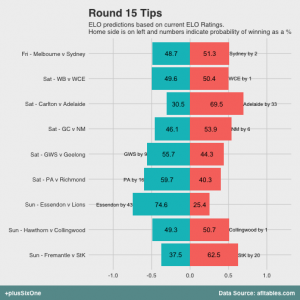 Round 15 Tips
ELO predictions based on current ELO Ratings.
Home side is on left and numbers indicate probability of winning as a %
Fri - Melbourne v Sydney 48.7 51.3 Sydney by 2
Sat - WB v WCE 49.6 50.4 WCE by 1
Sat - Carlton v Adelaide 30.5 69.5 Adelaide by 33
Sat - GC v NM 46.1 53.9 NM by 6
Sat - GWS v Geelong GWS by 9 55.7 44.3
Sat - PA v Richmond PA by 59.7 40.3
Sun - Essendon v Lions Essendon by 43 74.6 25.4
Sun - Hawthorn v Collingwood 49.3 50.7 Collingwood by 1
Sun - Fremantle v StK 37.5 62.5 StK by 20
-1.0 -0.5 0.0 0.5 1.0
+plusSixOne Data Source: afltables.com